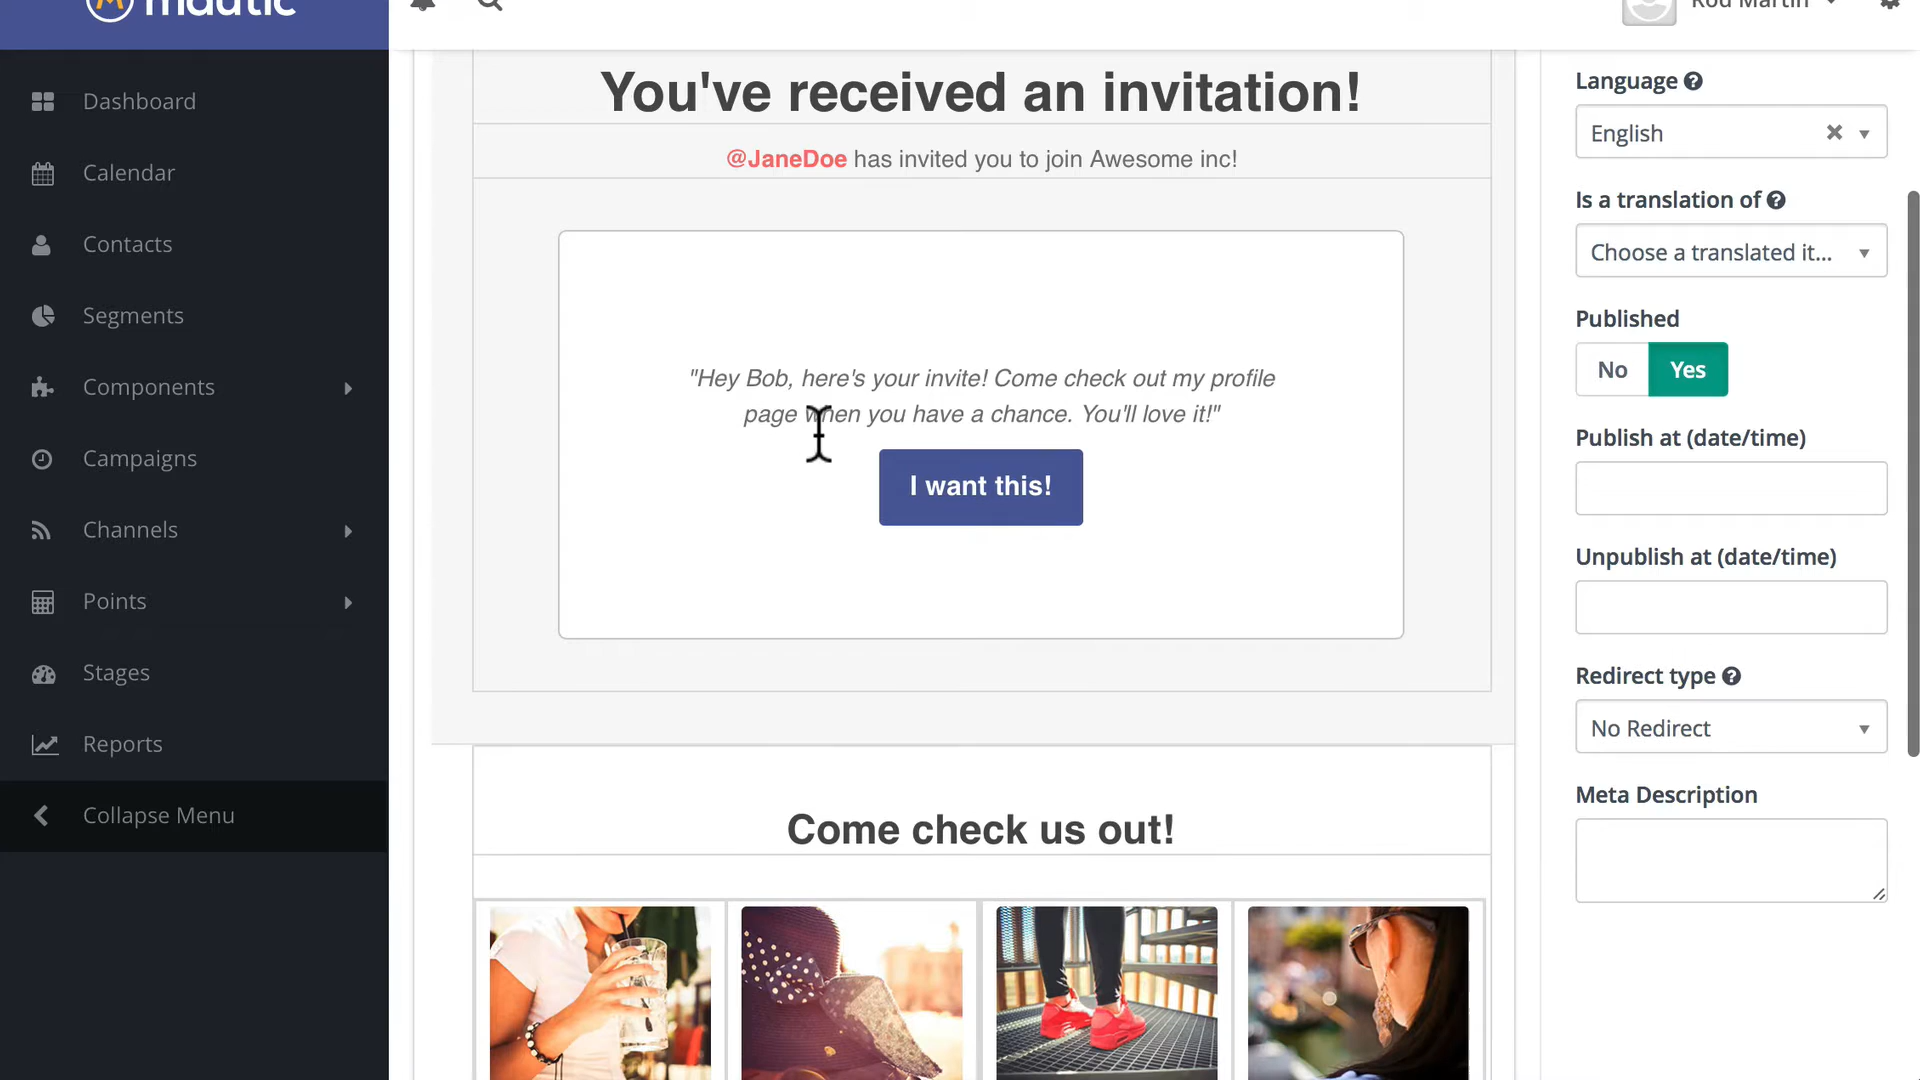 mautic
Rod Martin
Dashboard
Calendar
Contacts
Segments
Components
Campaigns
Channels
Points
Stages
Reports
Collapse Menu
You've received an invitation!
@JaneDoe has invited you to join Awesome inc!
"Hey Bob, here's your invite! Come check out my profile
page when you have a chance. You'll love it!"
I want this!
Come check us out!
Language
English
Is a translation of
Choose a translated it...
Published
No Yes
Publish at (date/time)
Unpublish at (date/time)
Redirect type
No Redirect
Meta Description